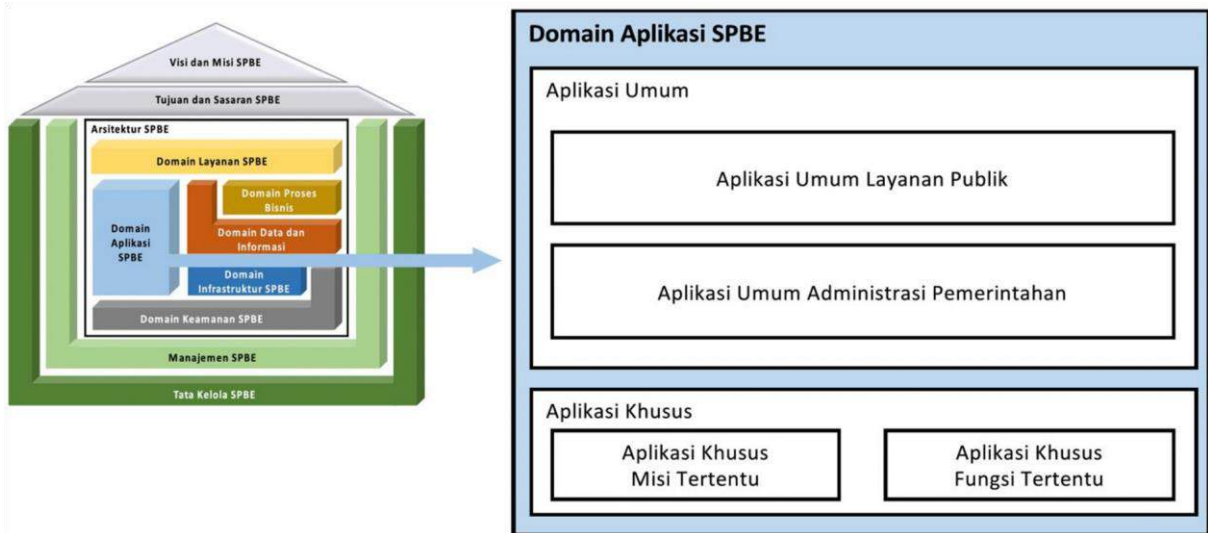 Visi dan Misi SPBE
Tujuan dan Sasaran SPBE
Arsitektur SPBE
Domain Layanan SPBE
Domain Aplikasi SPBE
Domain Proses
Bisnis
Domain Data dan
Informasi
Domain
Infrastruktur SPBE
Domain Keamanan SPBE
Manajemen SPBE
Tata Kelola SPBE
Domain Aplikasi SPBE
Aplikasi Umum
Aplikasi Umum Layanan Publik
Aplikasi Umum Administrasi Pemerintahan
Aplikasi Khusus
Aplikasi Khusus
Misi Tertentu
Aplikasi Khusus
Fungsi Tertentu